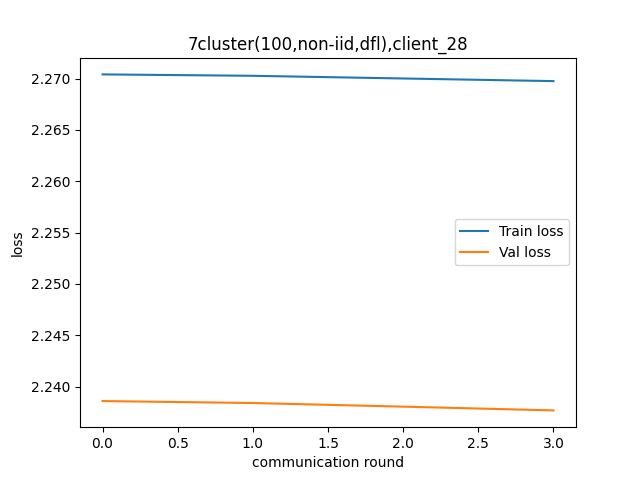 7cluster(100,non-iid,dfl),client_28
2.270
2.265
2.260
2.255
2.250
2.245
2.240
loss
Train loss
Val loss
0.0 0.5 1.0 1.5 2.0 2.5 3.0
communication round